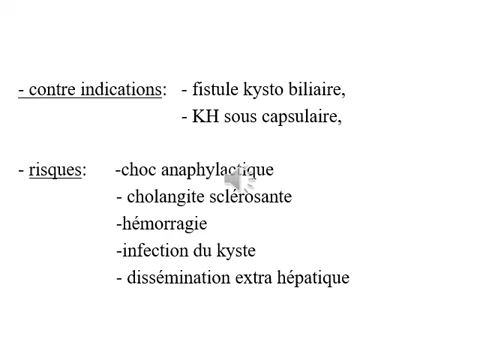 - contre indications: - fistule kysto biliaire,
- KH sous capsulaire,
- risques: -choc anaphylactique
- cholangite sclérosante
-hémorragie
-infection du kyste
- dissémination extra hépatique